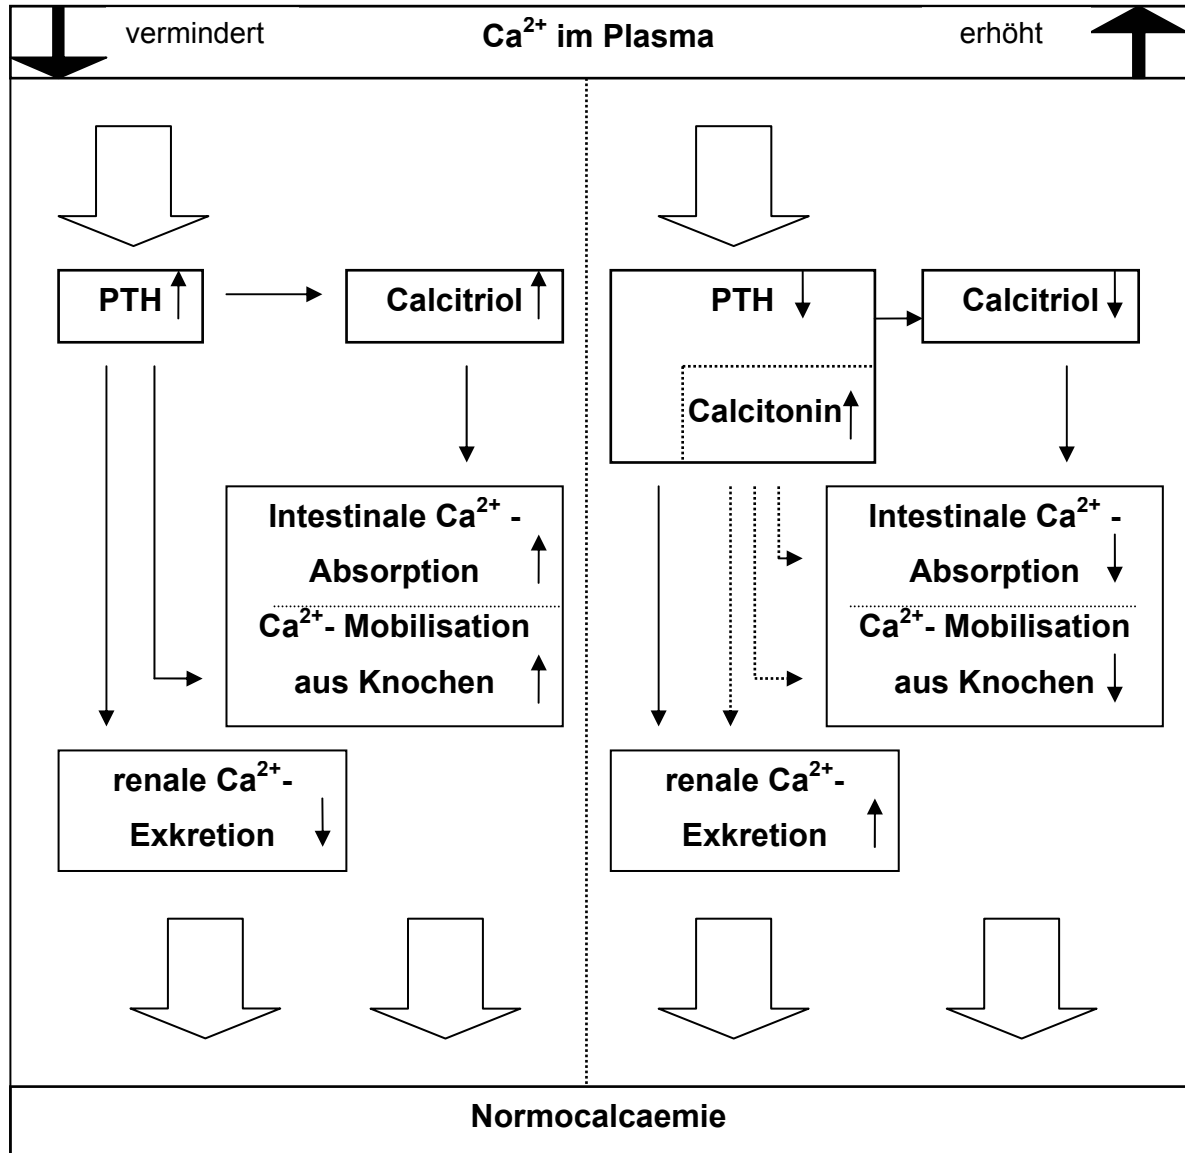 vermindert Ca²⁺ im Plasma erhöht
PTH Calcitriol
Intestinale Ca²⁺ -
Absorption
Ca²⁺- Mobilisation
aus Knochen
renale Ca²⁺-
Exkretion
PTH Calcitriol
Calcitonin
Intestinale Ca²⁺ -
Absorption
Ca²⁺- Mobilisation
aus Knochen
renale Ca²⁺-
Exkretion
Normocalcaemie